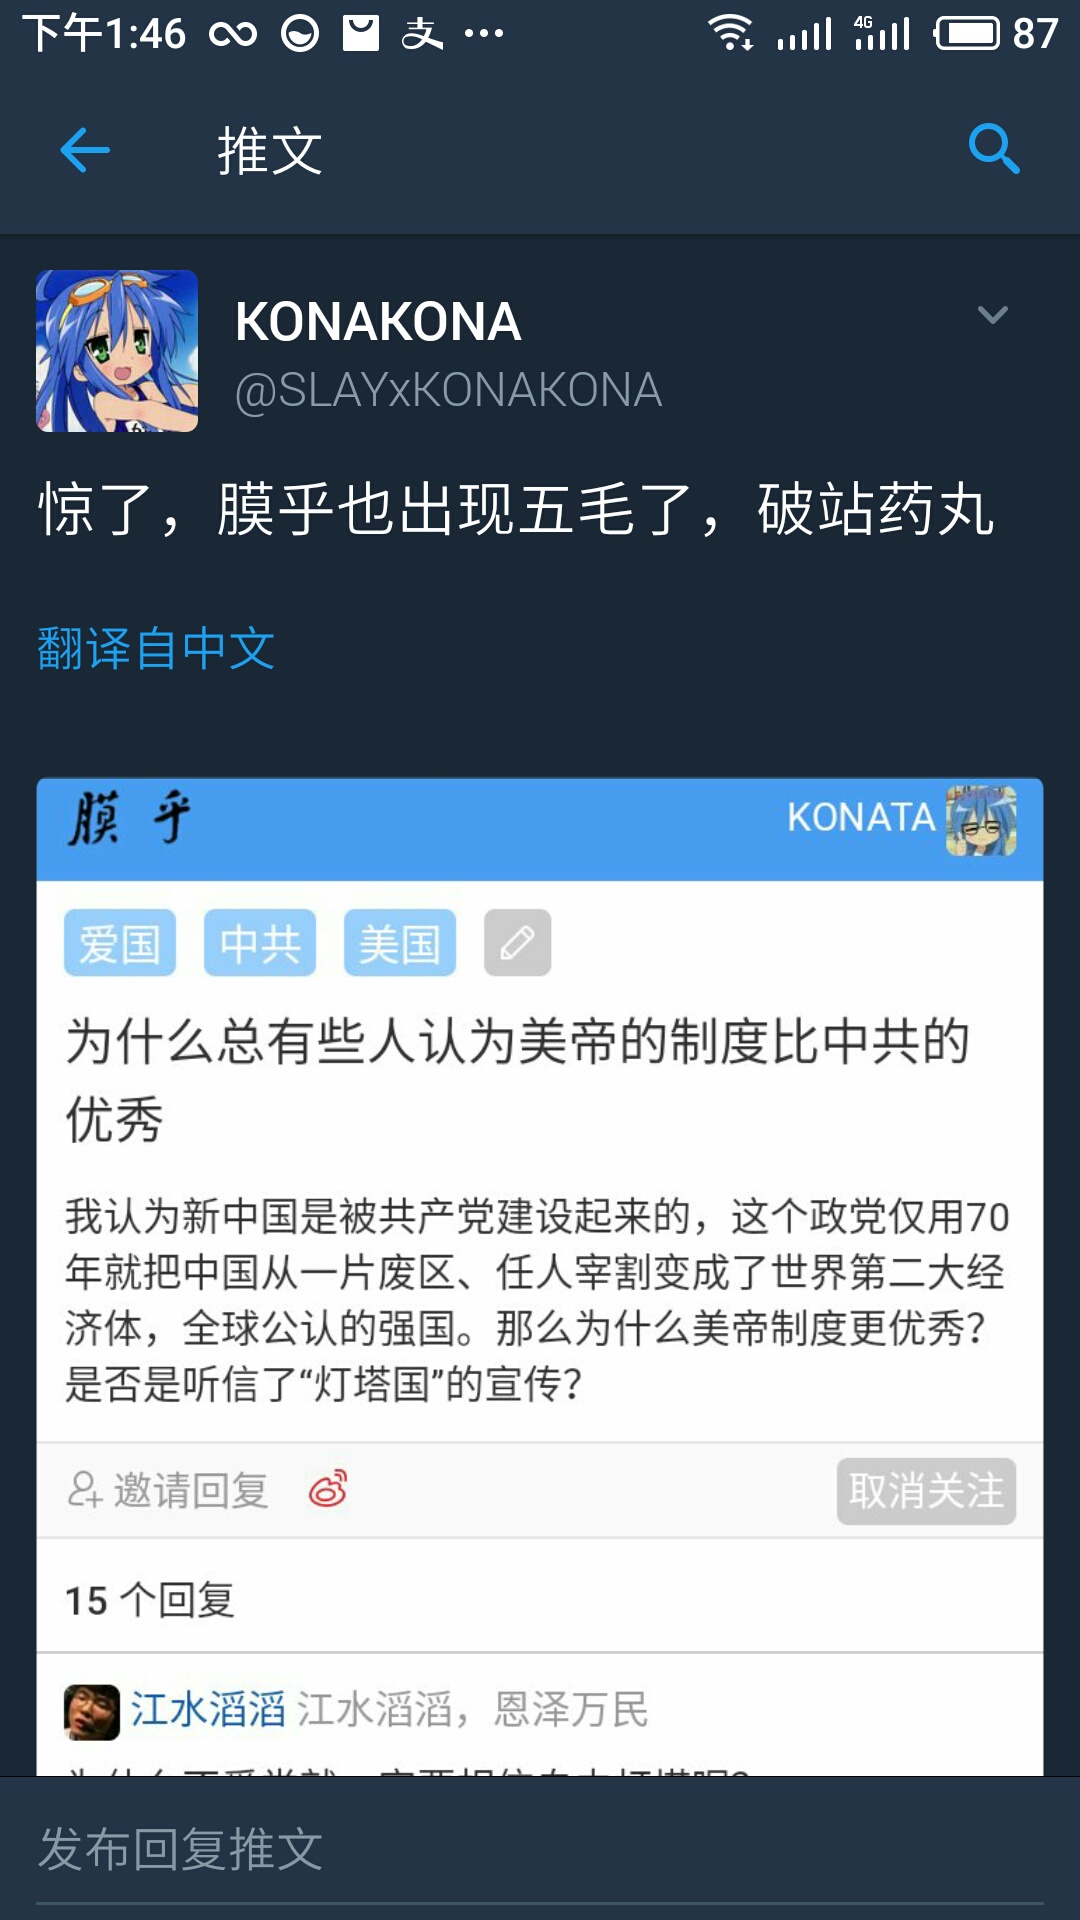 下午1:46
4G
87
推文
KONAKONA
@SLAYxKONAKONA
惊了，膜乎也出现五毛了，破站药丸
翻译自中文
膜乎
KONATA
爱国 中共 美国
为什么总有些人认为美帝的制度比中共的
优秀
我认为新中国是被共产党建设起来的，这个政党仅用70
年就把中国从一片废区、任人宰割变成了世界第二大经
济体，全球公认的强国。那么为什么美帝制度更优秀？
是否是听信了“灯塔国”的宣传？
邀请回复
取消关注
15 个回复
江水滔滔 江水滔滔，恩泽万民
发布回复推文